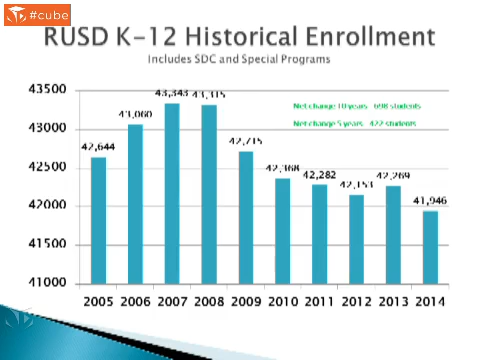 #cube
RUSD K-12 Historical Enrollment
Includes SDC and Special Programs
43500
43000
42500
42000
41500
41000
42,644
43,060
43,343
43,315
42,715
42,368
42,282
42,153
42,269
41,946
Net change 10 years -698 students
Net change 5 years -422 students
2005 2006 2007 2008 2009 2010 2011 2012 2013 2014